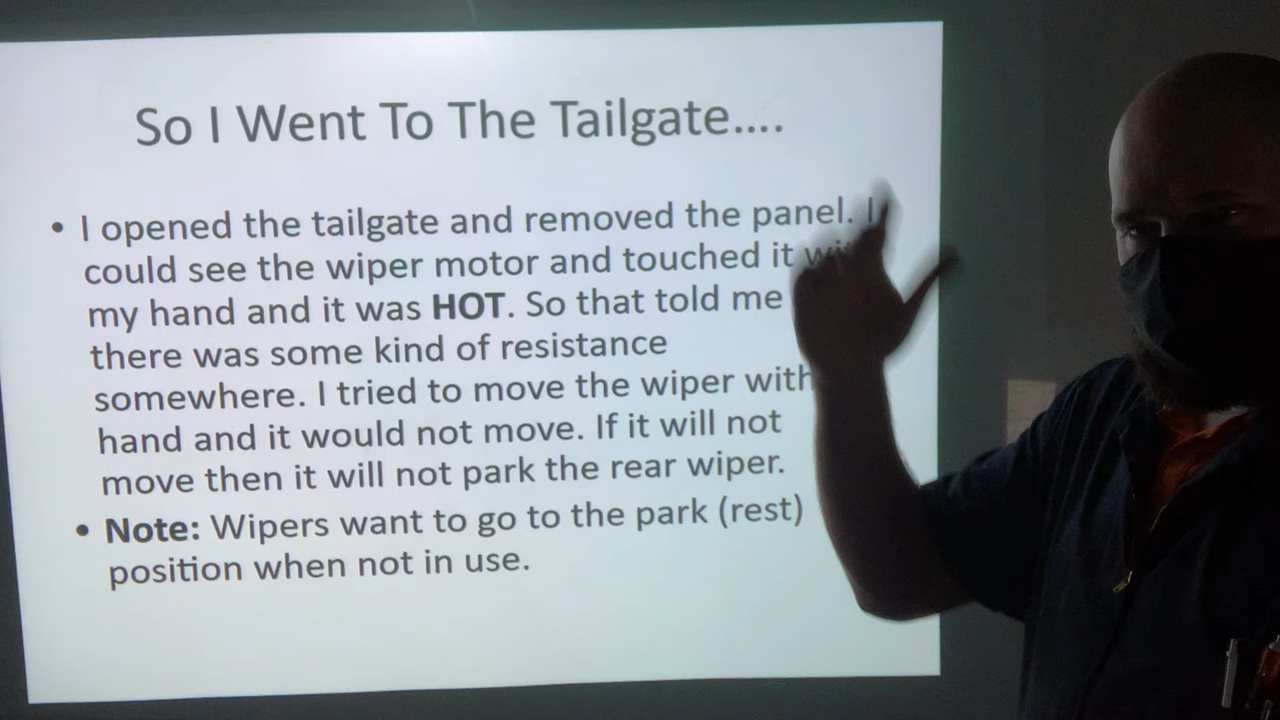 So I Went To The Tailgate....
• I opened the tailgate and removed the panel. I
could see the wiper motor and touched it with
my hand and it was HOT. So that told me
there was some kind of resistance
somewhere. I tried to move the wiper with
hand and it would not move. If it will not
move then it will not park the rear wiper.
• Note: Wipers want to go to the park (rest)
position when not in use.